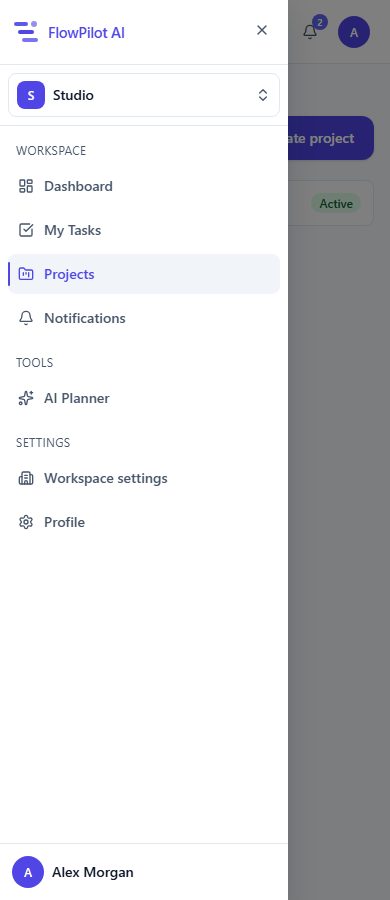 FlowPilot AI
2
A
S
Studio
ate project
WORKSPACE
Dashboard
Active
My Tasks
Projects
Notifications
TOOLS
AI Planner
SETTINGS
Workspace settings
Profile
A
Alex Morgan